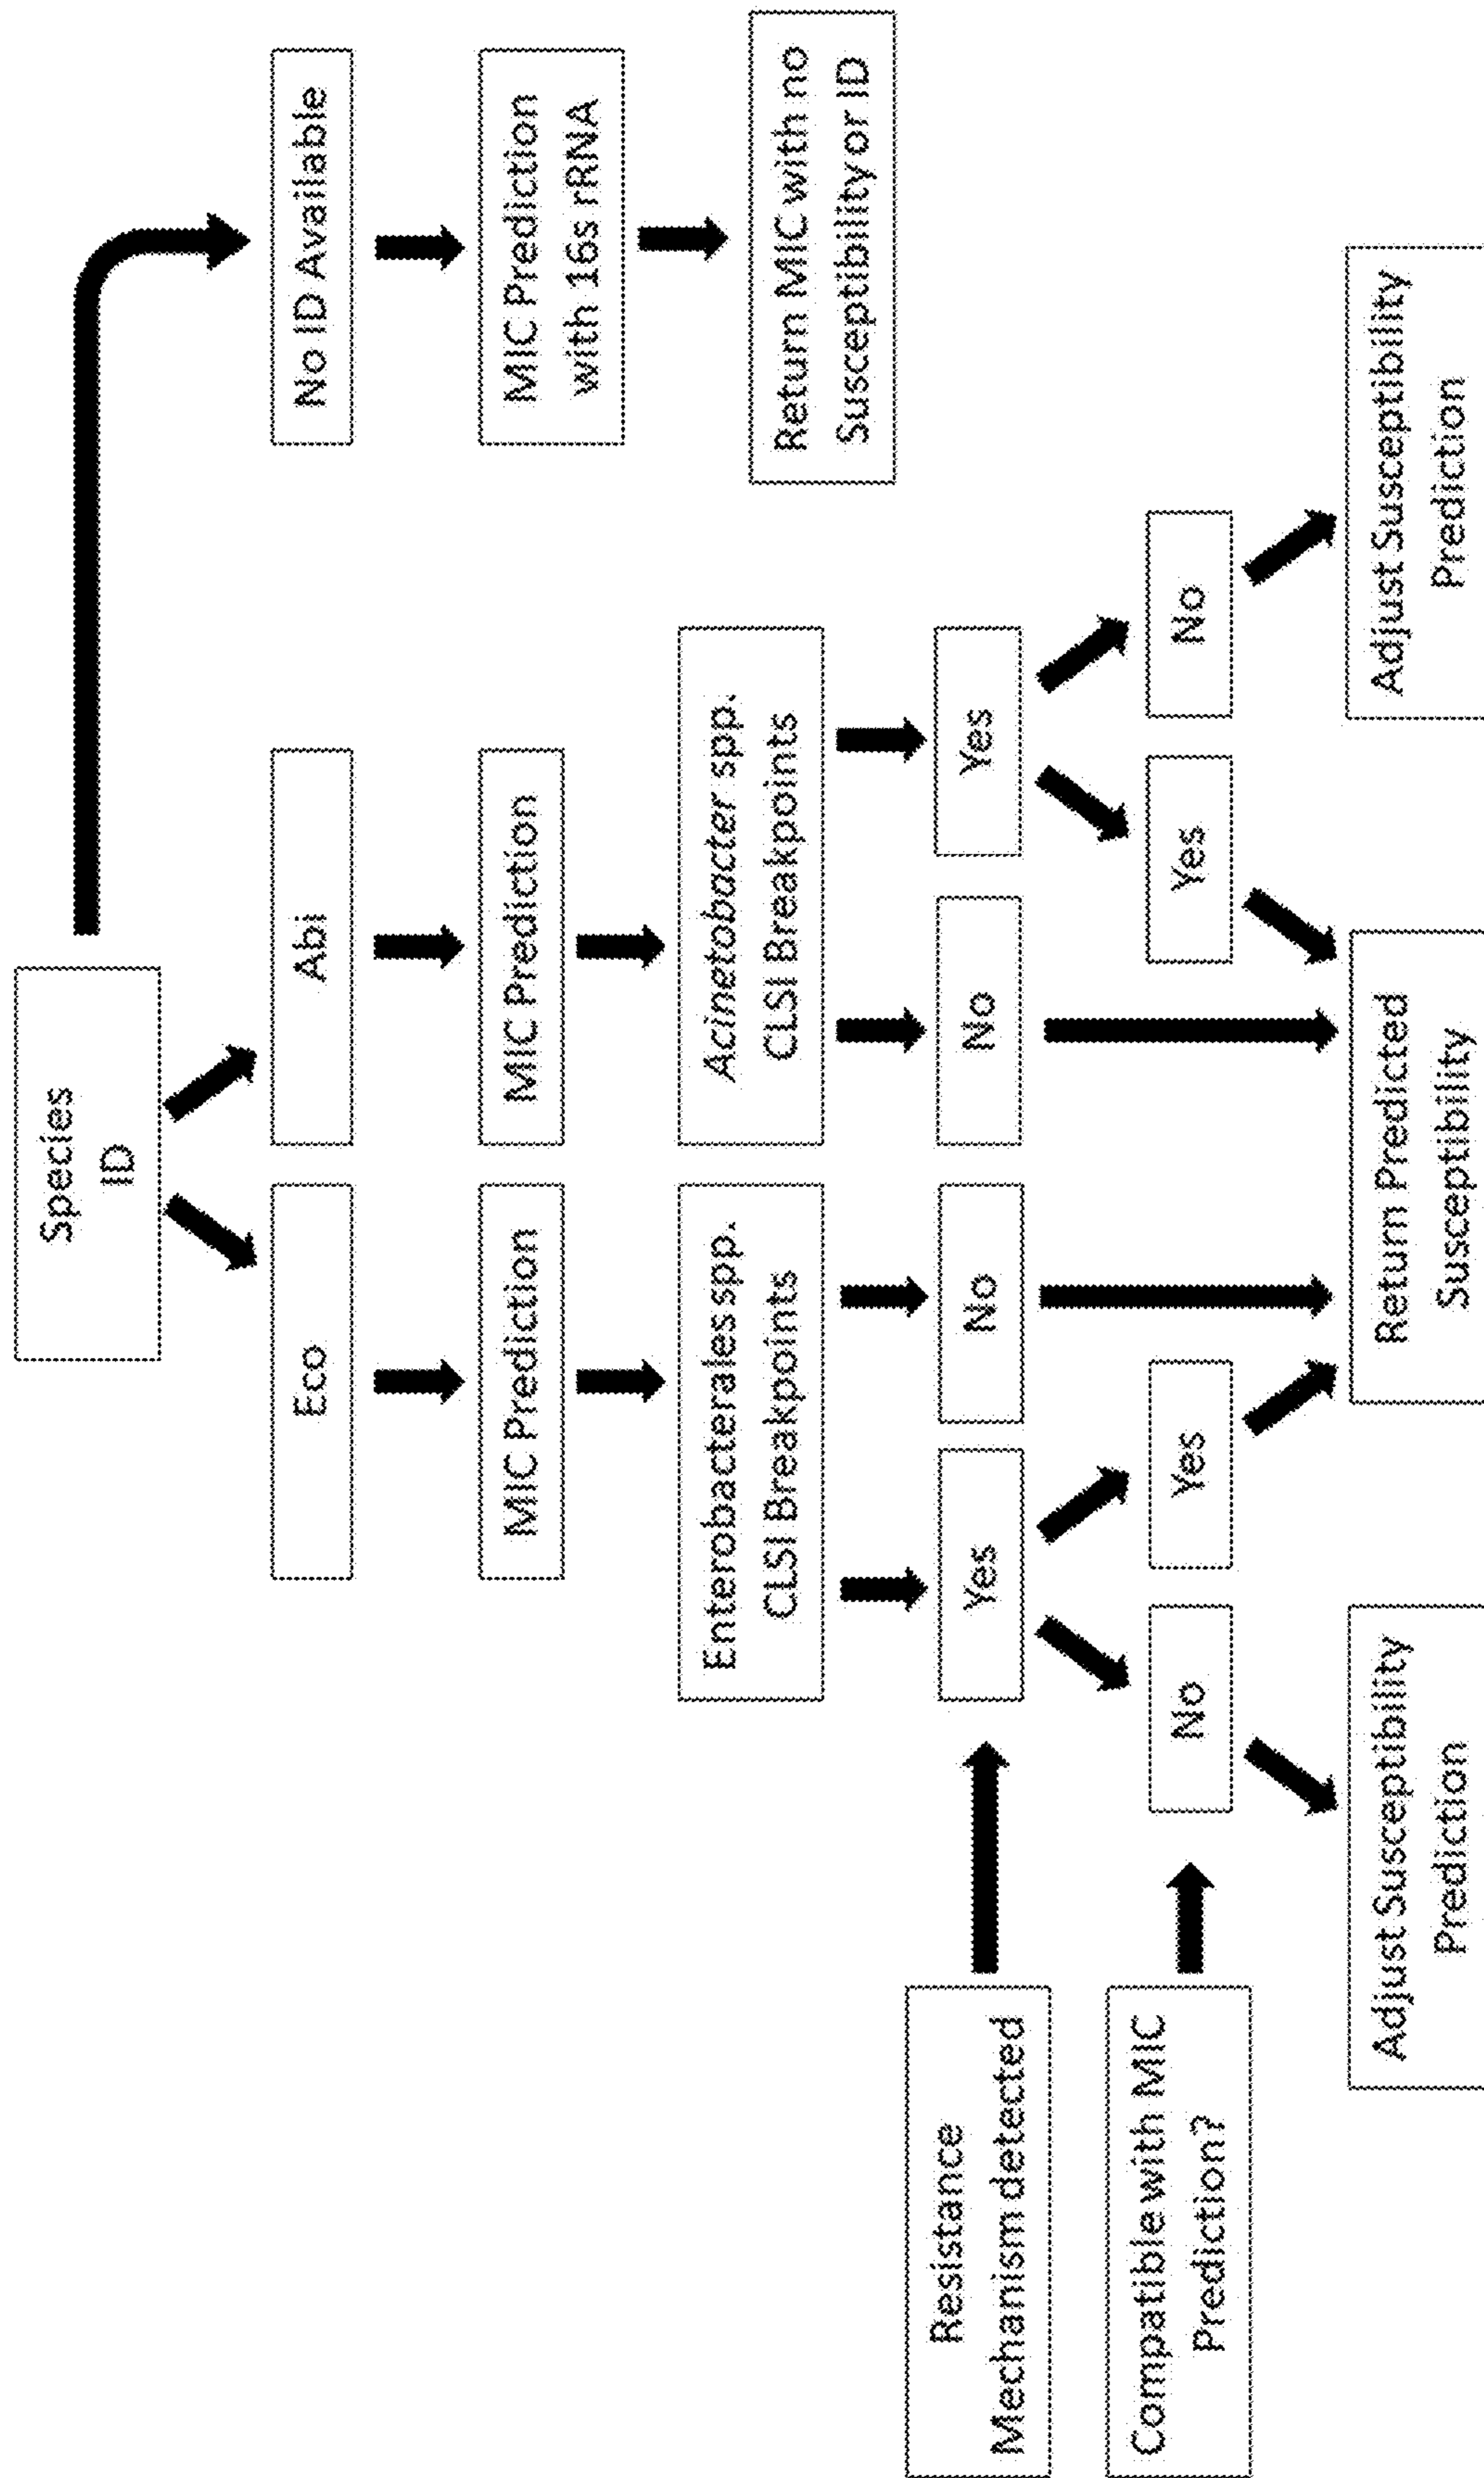 Species
ID
Eco
Abi
No ID Available
MIC Prediction
MIC Prediction
MIC Prediction
with 16s rRNA
Enterobacterales spp.
CLSI Breakpoints
Acinetobacter spp.
CLSI Breakpoints
Return MIC with no
Susceptibility or ID
Resistance
Mechanism detected
Yes
No
No
Yes
Compatible with MIC
Prediction?
No
Yes
Yes
No
Adjust Susceptibility
Prediction
Return Predicted
Susceptibility
Adjust Susceptibility
Prediction